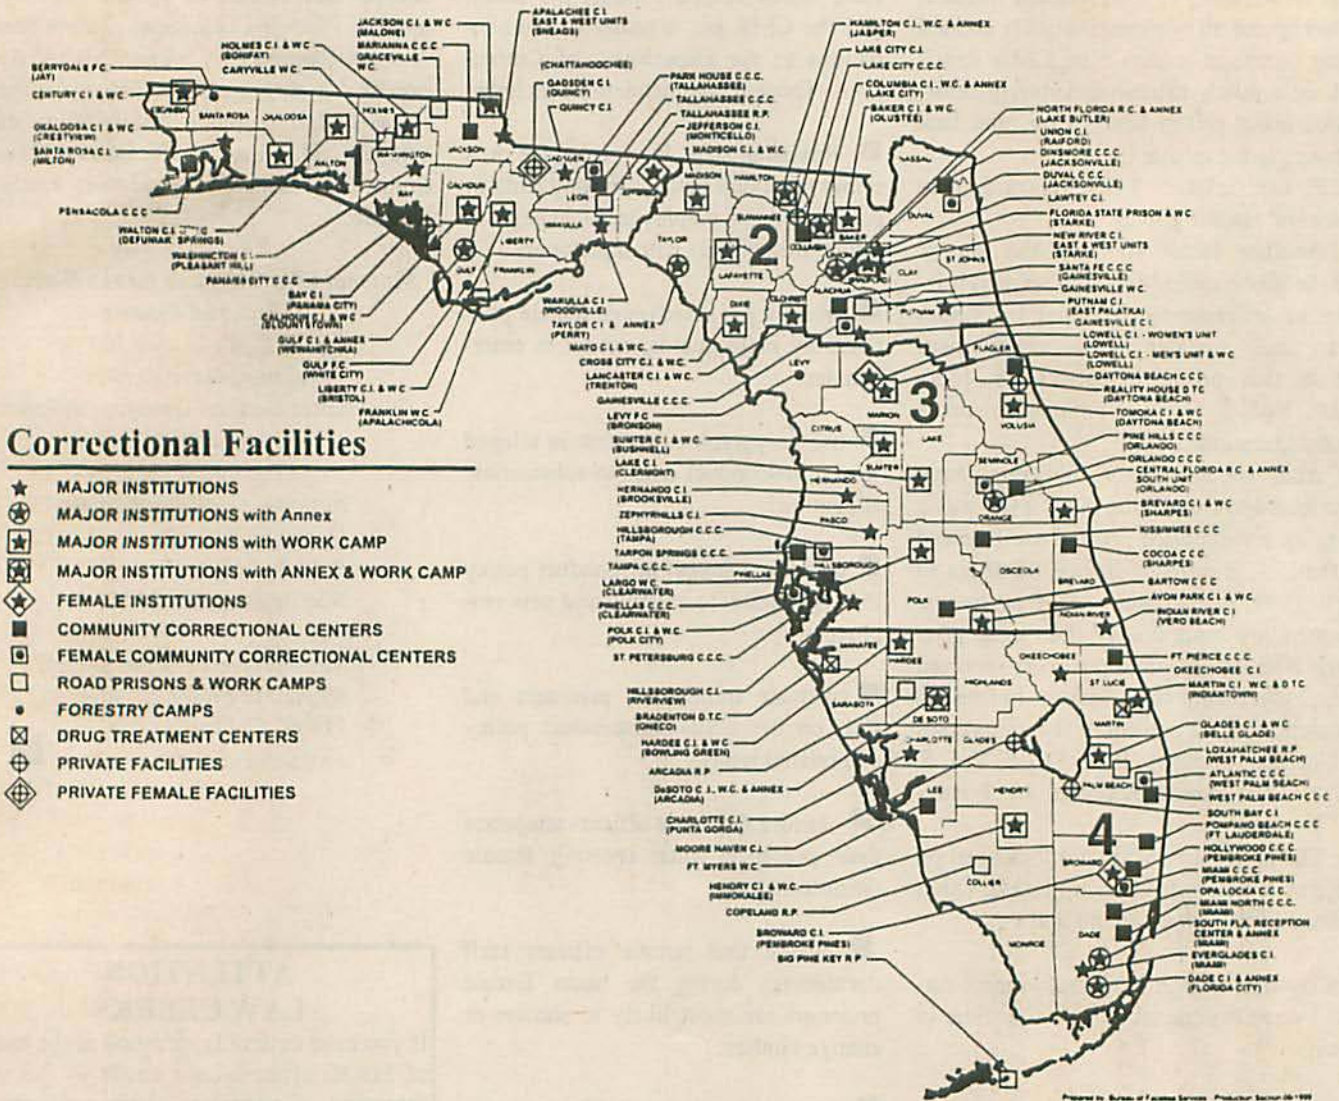 JACKSON C.I. & W.C
(MALONE)
MARIANNA C.C.C
GRACEVILLE
W.C.
APALACHEE C.I.
EAST & WEST UNITS
(SNEADS)
HOLMES C.I. & W.C
(BONIFAY)
CARYVILLE W.C.
BERRYDALE F.C.
(JAY)
CENTURY C.I. & W.C.
OKALOOSA C.I. & W.C
(CRESTVIEW)
SANTA ROSA C.I.
(MILTON)
PENSACOLA C.C.C
WALTON C.I.
(DEFUNIAK SPRINGS)
WASHINGTON C.I.
(PLEASANT HILL)
PANAMA CITY C.C.C
BAY C.I.
(PANAMA CITY)
CALHOUN C.I. & W.C
(BLOUNTSTOWN)
GULF C.I. & ANNEX
(WEWAHITCHKA)
GULF F.C.
(WHITE CITY)
LIBERTY C.I. & W.C
(BRISTOL)
FRANKLIN W.C.
(APALACHICOLA)
(CHATTAHOOCHEE)
GADSDEN C.I.
(QUINCY)
QUINCY C.I.
PARK HOUSE C.C.C.
(TALLAHASSEE)
TALLAHASSEE C.C.C.
TALLAHASSEE R.P.
JEFFERSON C.I.
(MONTICELLO)
MADISON C.I. & W.C.
HAMILTON C.I., W.C. & ANNEX
(JASPER)
LAKE CITY C.I.
LAKE CITY C.C.C.
COLUMBIA C.I., W.C. & ANNEX
(LAKE CITY)
BAKER C.I. & W.C.
(OLUSTEE)
NORTH FLORIDA R.C. & ANNEX
(LAKE BUTLER)
UNION C.I.
(RAIFORD)
DINSMORE C.C.C.
(JACKSONVILLE)
DUVAL C.C.C.
(JACKSONVILLE)
LAWTEY C.I.
FLORIDA STATE PRISON & W.C.
(STARKE)
NEW RIVER C.I.
EAST & WEST UNITS
(STARKE)
SANTA FE C.C.C
(GAINESVILLE)
GAINESVILLE W.C.
PUTNAM C.I.
(EAST PALATKA)
GAINESVILLE C.I.
LOWELL C.I. - WOMEN'S UNIT
(LOWELL)
LOWELL C.I. - MEN'S UNIT & W.C
(LOWELL)
DAYTONA BEACH C.C.C
REALITY HOUSE D.T.C
(DAYTONA BEACH)
TOMOKA C.I. & W.C
(DAYTONA BEACH)
PINE HILLS C.C.C
(ORLANDO)
ORLANDO C.C.C.
CENTRAL FLORIDA R.C. & ANNEX
SOUTH UNIT
(ORLANDO)
BREVARD C.I. & W.C
(SHARPES)
KISSIMMEE C.C.C
COCOA C.C.C.
(SHARPES)
BARTOW C.C.C
AVON PARK C.I. & W.C.
INDIAN RIVER C.I
(VERO BEACH)
FT. PIERCE C.C.C.
OKEECHOBEE C.I
MARTIN C.I., W.C. & D.T.C
(INDIANTOWN)
GLADES C.I. & W.C
(BELLE GLADE)
LOXAHATCHEE R.P
(WEST PALM BEACH)
ATLANTIC C.C.C
(WEST PALM BEACH)
WEST PALM BEACH C.C.C
SOUTH BAY C.I
POMPANO BEACH C.C.C
(FT. LAUDERDALE)
HOLLYWOOD C.C.C
(PEMBROKE PINES)
MIAMI C.C.C
(PEMBROKE PINES)
OPA LOCKA C.C.C.
MIAMI NORTH C.C.C.
(MIAMI)
SOUTH FLA. RECEPTION
CENTER & ANNEX
(MIAMI)
EVERGLADES C.I.
(MIAMI)
DADE C.I & ANNEX
(FLORIDA CITY)
WAKULLA C.I
(WOODVILLE)
TAYLOR C.I & ANNEX
(PERRY)
MAYO C.I. & W.C.
CROSS CITY C.I. & W.C.
LANCASTER C.I. & W.C.
(TRENTON)
GAINESVILLE C.C.C.
LEVY F.C
(BRONSON)
SUMTER C.I. & W.C.
(BUSHNELL)
LAKE C.I.
(CLERMONT)
HERNANDO C.I
(BROOKSVILLE)
ZEPHYRHILLS C.I.
HILLSBOROUGH C.C.C.
(TAMPA)
TARPON SPRINGS C.C.C.
TAMPA C.C.C.
LARGO W.C.
(CLEARWATER)
PINELLAS C.C.C.
(CLEARWATER)
POLK C.I. & W.C.
(POLK CITY)
ST. PETERSBURG C.C.C.
HILLSBOROUGH C.I.
(RIVERVIEW)
BRADENTON D.T.C.
(ONECO)
HARDEE C.I. & W.C
(BOWLING GREEN)
ARCADIA R.P
DeSOTO C.I., W.C. & ANNEX
(ARCADIA)
CHARLOTTE C.I.
(PUNTA GORDA)
MOORE HAVEN C.I.
FT. MYERS W.C.
HENDRY C.I. & W.C.
(IMMOKALEE)
COPELAND R.P.
BROWARD C.I.
(PEMBROKE PINES)
BIG PINE KEY R.P
ESCAMBIA
SANTA ROSA
OKALOOSA
WALTON
HOLMES
WASHINGTON
JACKSON
BAY
CALHOUN
GULF
LIBERTY
FRANKLIN
GADSDEN
LEON
WAKULLA
JEFFERSON
MADISON
TAYLOR
HAMILTON
SUWANNEE
LAFAYETTE
DIXIE
COLUMBIA
BAKER
UNION
BRADFORD
NASSAU
DUVAL
CLAY
ST JOHNS
ALACHUA
GILCHRIST
PUTNAM
FLAGLER
LEVY
MARION
VOLUSIA
CITRUS
SUMTER
LAKE
SEMINOLE
HERNANDO
ORANGE
PASCO
OSCEOLA
PINELLAS
HILLSBOROUGH
POLK
BREVARD
INDIAN RIVER
MANATEE
HARDEE
HIGHLANDS
OKEECHOBEE
ST. LUCIE
SARASOTA
DE SOTO
MARTIN
CHARLOTTE
GLADES
PALM BEACH
LEE
HENDRY
COLLIER
BROWARD
MONROE
DADE
1
2
3
4
Correctional Facilities
MAJOR INSTITUTIONS
MAJOR INSTITUTIONS with Annex
MAJOR INSTITUTIONS with WORK CAMP
MAJOR INSTITUTIONS with ANNEX & WORK CAMP
FEMALE INSTITUTIONS
COMMUNITY CORRECTIONAL CENTERS
FEMALE COMMUNITY CORRECTIONAL CENTERS
ROAD PRISONS & WORK CAMPS
FORESTRY CAMPS
DRUG TREATMENT CENTERS
PRIVATE FACILITIES
PRIVATE FEMALE FACILITIES
Prepared by Bureau of Facilities Services Production Section